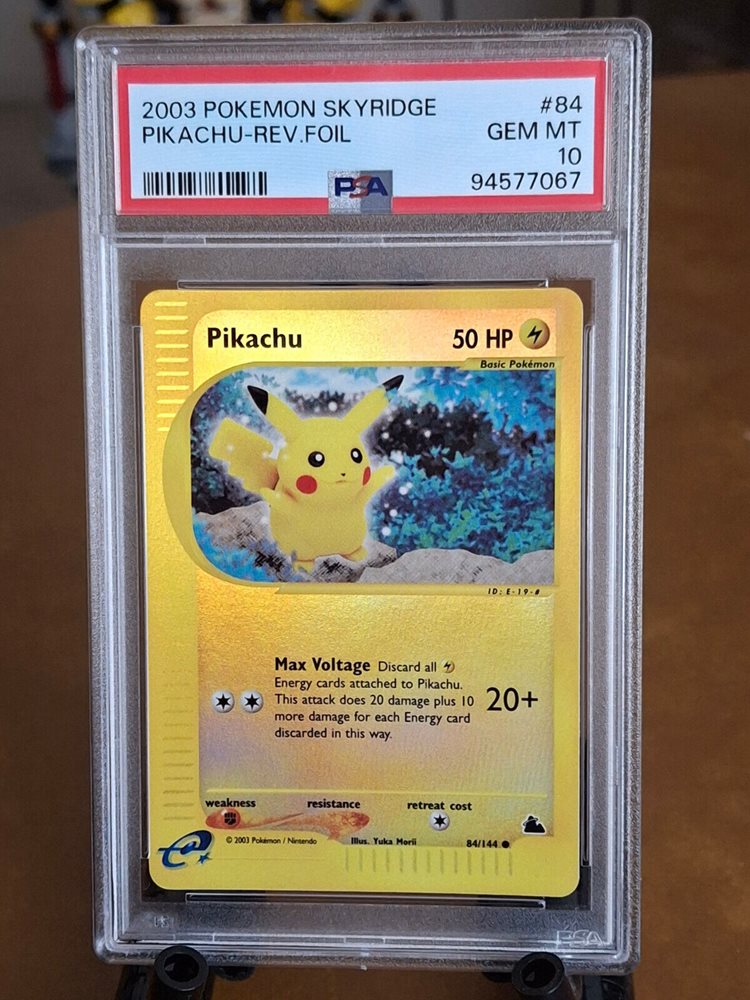 2003 POKEMON SKYRIDGE #84
PIKACHU-REV.FOIL GEM MT
10
PSA 94577067
Pikachu 50 HP
Basic Pokémon
ID: E-19-#
Max Voltage Discard all
Energy cards attached to Pikachu.
This attack does 20 damage plus 10
more damage for each Energy card
discarded in this way.
20+
weakness resistance retreat cost
e
© 2003 Pokémon / Nintendo Illus. Yuka Morii 84/144
PSA